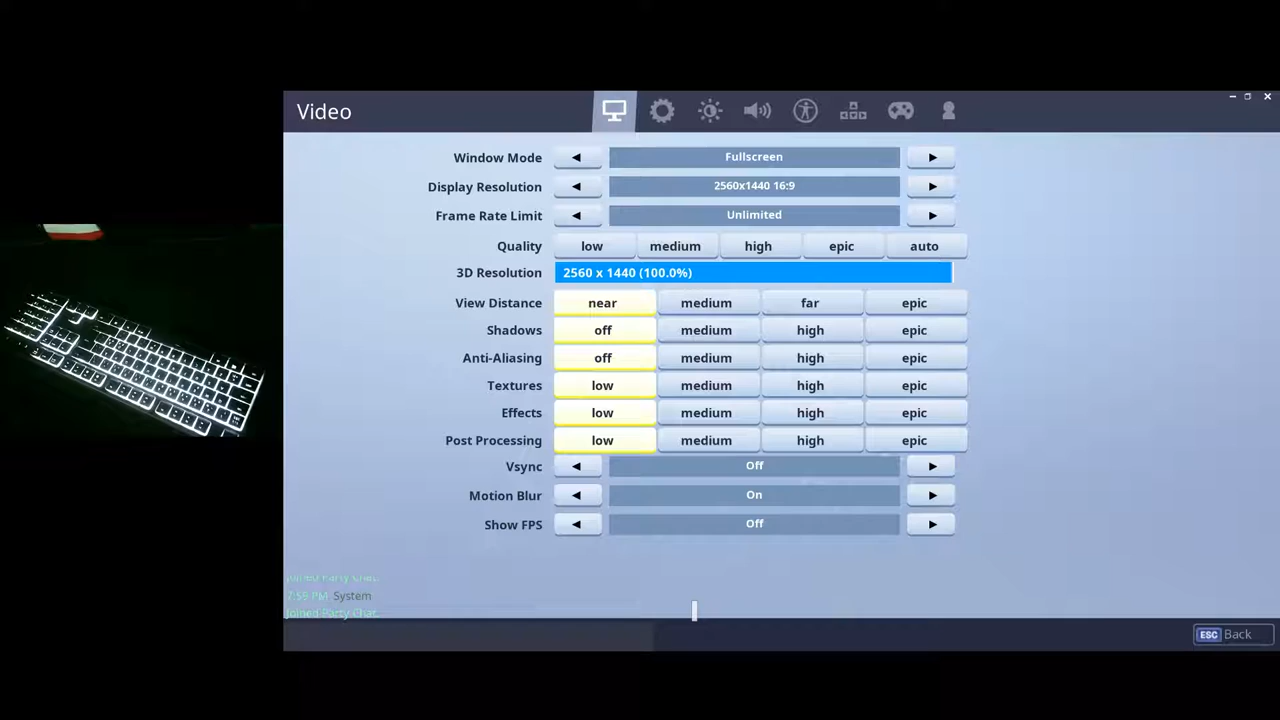 Video
Window Mode Fullscreen
Display Resolution 2560x1440 16:9
Frame Rate Limit Unlimited
Quality low medium high epic auto
3D Resolution 2560 x 1440 (100.0%)
View Distance near medium far epic
Shadows off medium high epic
Anti-Aliasing off medium high epic
Textures low medium high epic
Effects low medium high epic
Post Processing low medium high epic
Vsync Off
Motion Blur On
Show FPS Off
Joined Party Chat.
7:59 PM System
Joined Party Chat.
ESC Back